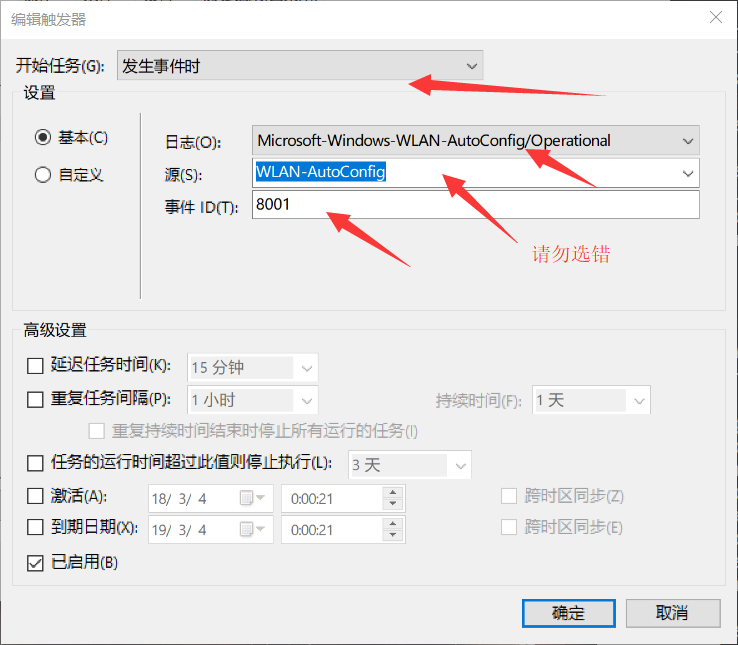 编辑触发器
开始任务(G): 发生事件时
设置
基本(C)
自定义
日志(O): Microsoft-Windows-WLAN-AutoConfig/Operational
源(S): WLAN-AutoConfig
事件 ID(T): 8001
请勿选错
高级设置
延迟任务时间(K): 15 分钟
重复任务间隔(P): 1 小时 持续时间(F): 1 天
重复持续时间结束时停止所有运行的任务(I)
任务的运行时间超过此值则停止执行(L): 3 天
激活(A): 18/ 3/ 4 0:00:21 跨时区同步(Z)
到期日期(X): 19/ 3/ 4 0:00:21 跨时区同步(E)
已启用(B)
确定 取消